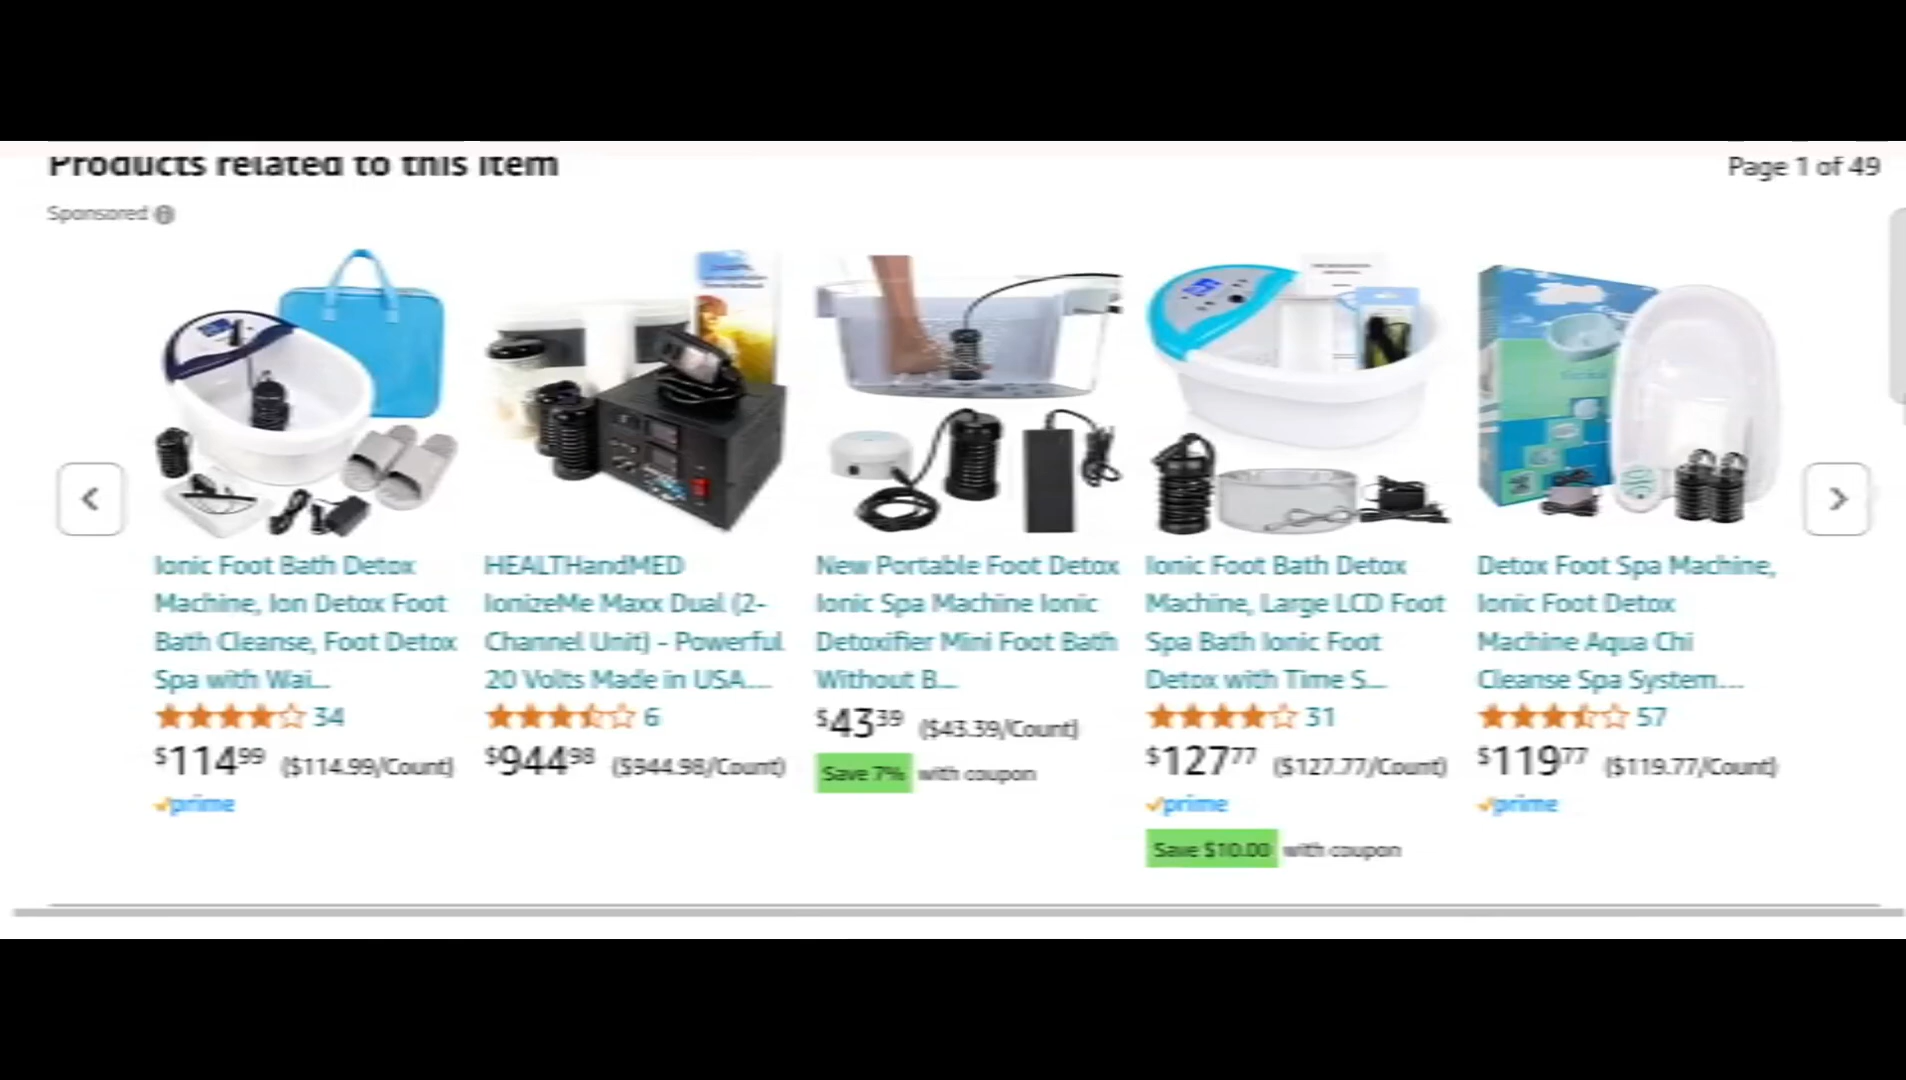 Products related to this item
Page 1 of 49
Sponsored
Ionic Foot Bath Detox
Machine, Ion Detox Foot
Bath Cleanse, Foot Detox
Spa with Wai...
34
$114.99 ($114.99/Count)
prime
HEALTHandMED
IonizeMe Maxx Dual (2-
Channel Unit) - Powerful
20 Volts Made in USA....
6
$944.98 ($944.98/Count)
New Portable Foot Detox
Ionic Spa Machine Ionic
Detoxifier Mini Foot Bath
Without B...
$43.39 ($43.39/Count)
Save 7% with coupon
Ionic Foot Bath Detox
Machine, Large LCD Foot
Spa Bath Ionic Foot
Detox with Time S...
31
$127.77 ($127.77/Count)
prime
Save $10.00 with coupon
Detox Foot Spa Machine,
Ionic Foot Detox
Machine Aqua Chi
Cleanse Spa System....
57
$119.77 ($119.77/Count)
prime